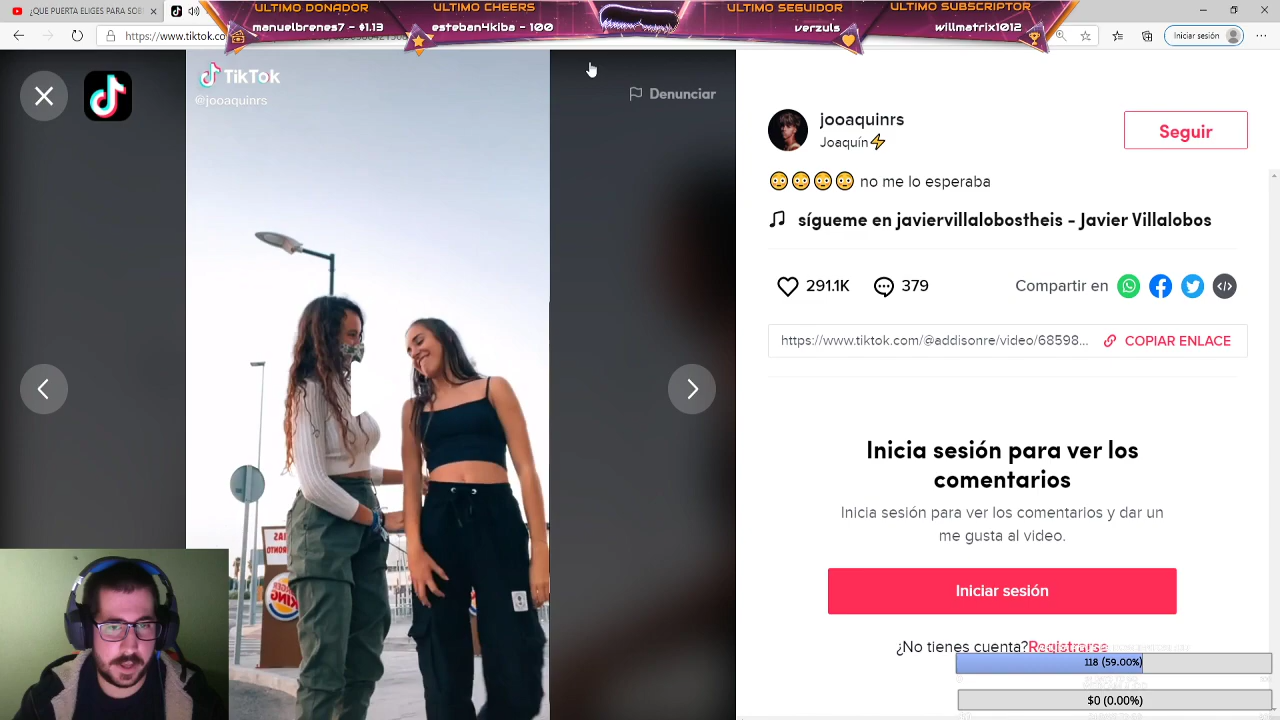 ULTIMO DONADOR
manuelbrenes7 - $1.13
ULTIMO CHEERS
esteban4kiba - 100
ULTIMO SEGUIDOR
verzuls
ULTIMO SUBSCRIPTOR
willmatrix1012
¿QUE PUERTA ELIGES ESCAPA
https://www.tiktok.co
Iniciar sesión
TikTok
@jooaquinrs
Denunciar
jooaquinrs
Joaquín⚡
Seguir
😳😳😳😳 no me lo esperaba
sígueme en javiervillalobostheis - Javier Villalobos
291.1K
379
Compartir en
https://www.tiktok.com/@addisonre/video/68598...
COPIAR ENLACE
Inicia sesión para ver los
comentarios
Inicia sesión para ver los comentarios y dar un
me gusta al video.
Iniciar sesión
¿No tienes cuenta?Registrarse
118 (59.00%)
$0 (0.00%)
KING